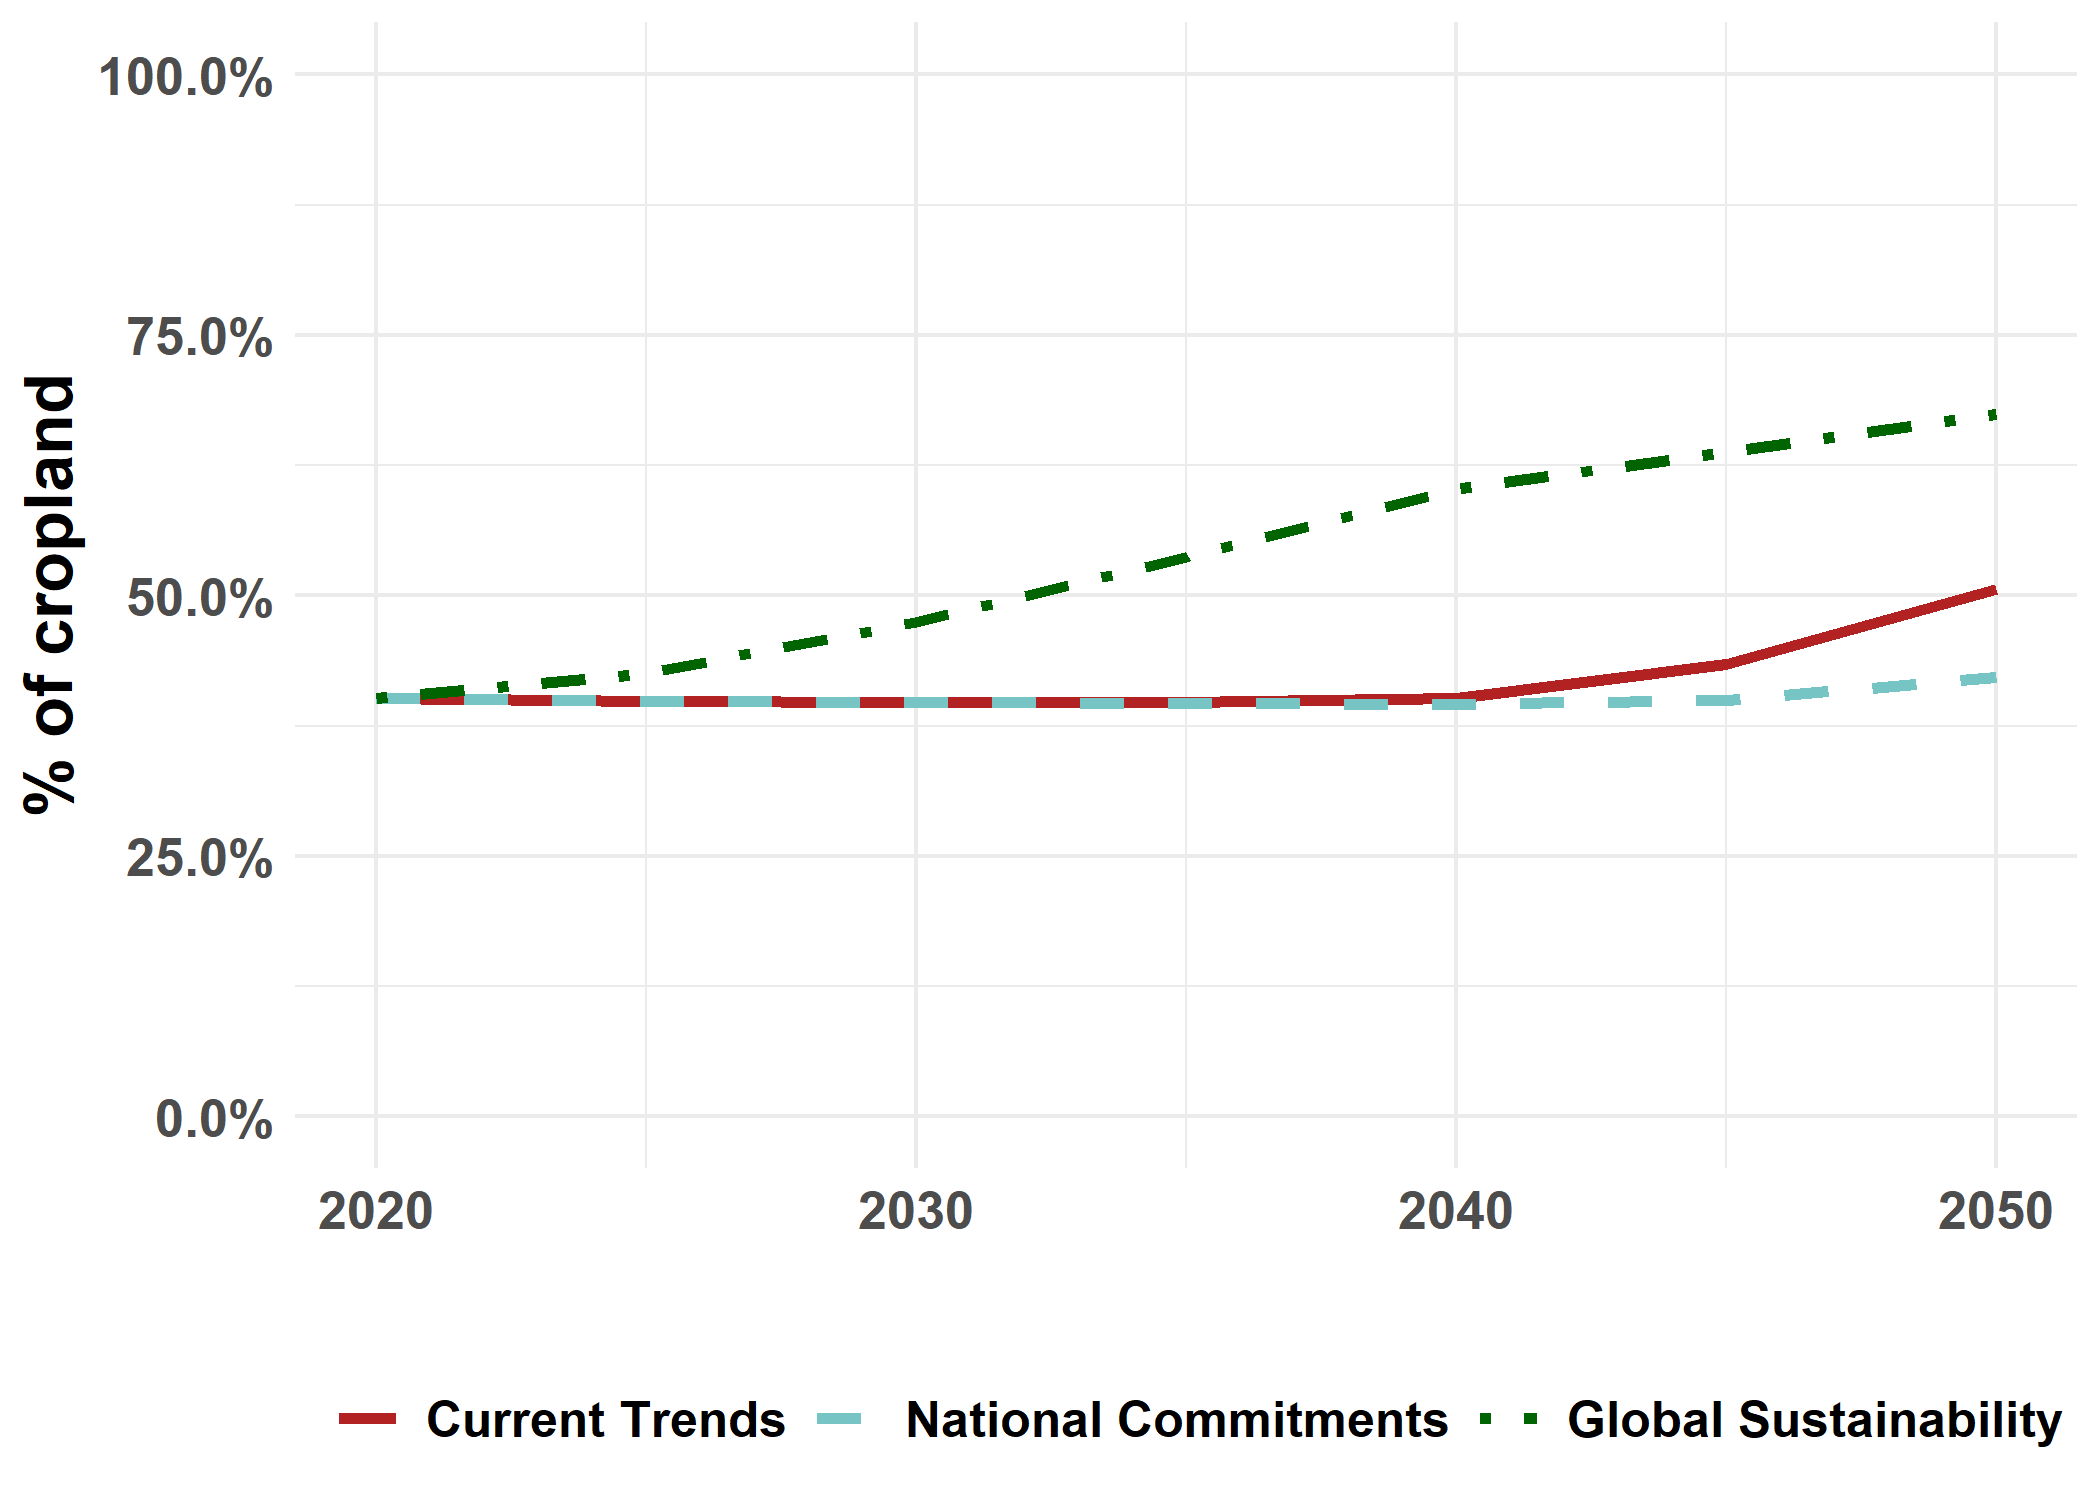 100.0%
75.0%
50.0%
25.0%
0.0%
% of cropland
2020 2030 2040 2050
Current Trends National Commitments Global Sustainability